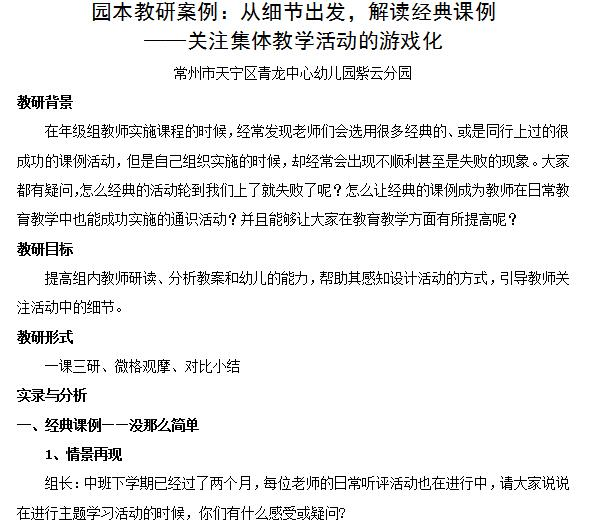 园本教研案例：从细节出发，解读经典课例
——关注集体教学活动的游戏化
常州市天宁区青龙中心幼儿园紫云分园
教研背景
在年级组教师实施课程的时候，经常发现老师们会选用很多经典的、或是同行上过的很
成功的课例活动，但是自己组织实施的时候，却经常会出现不顺利甚至是失败的现象。大家
都有疑问，怎么经典的活动轮到我们上了就失败了呢？怎么让经典的课例成为教师在日常教
育教学中也能成功实施的通识活动？并且能够让大家在教育教学方面有所提高呢？
教研目标
提高组内教师研读、分析教案和幼儿的能力，帮助其感知设计活动的方式，引导教师关
注活动中的细节。
教研形式
一课三研、微格观摩、对比小结
实录与分析
一、经典课例——没那么简单
1、情景再现
组长：中班下学期已经过了两个月，每位老师的日常听评活动也在进行中，请大家说说
在进行主题学习活动的时候，你们有什么感受或疑问？